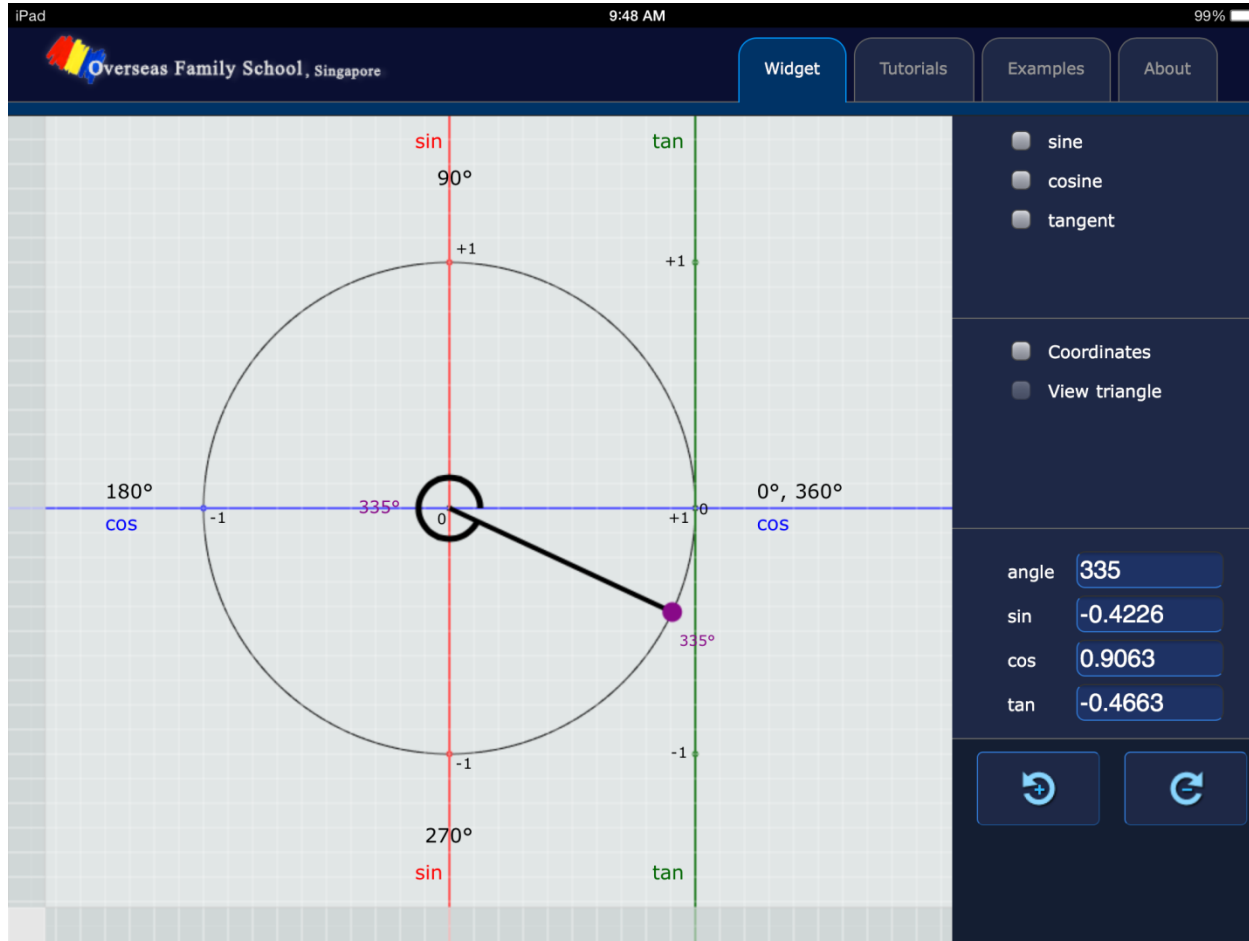 iPad 9:48 AM 99%
Overseas Family School, Singapore
Widget Tutorials Examples About
sin tan
90°
+1 +1
180° 335° 0°, 360°
cos -1 0 +1 0 cos
335°
-1 -1
270°
sin tan
sine
cosine
tangent
Coordinates
View triangle
angle 335
sin -0.4226
cos 0.9063
tan -0.4663
+ -